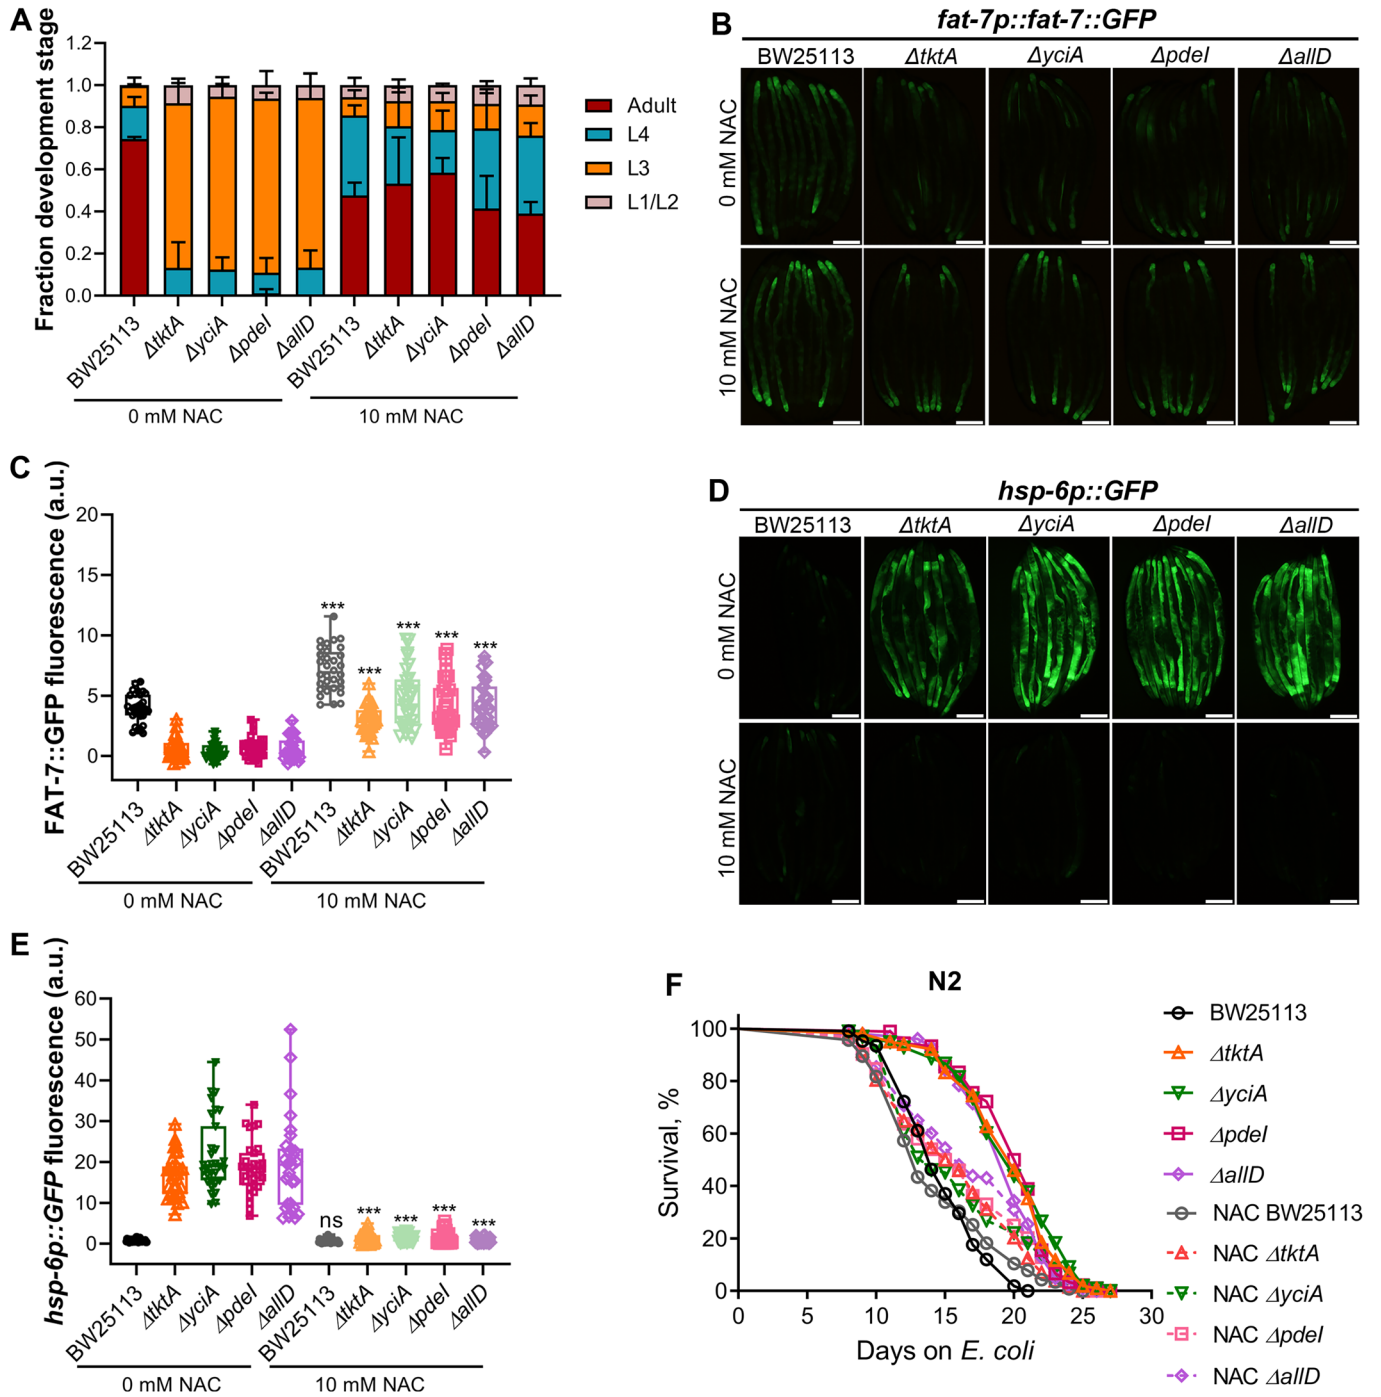 A
Fraction development stage
1.2
1.0
0.8
0.6
0.4
0.2
0.0
BW25113
ΔtktA
ΔyciA
ΔpdeI
ΔallD
BW25113
ΔtktA
ΔyciA
ΔpdeI
ΔallD
0 mM NAC
10 mM NAC
Adult
L4
L3
L1/L2
B
fat-7p::fat-7::GFP
BW25113
ΔtktA
ΔyciA
ΔpdeI
ΔallD
0 mM NAC
10 mM NAC
C
FAT-7::GFP fluorescence (a.u.)
20
15
10
5
0
***
***
***
***
***
BW25113
ΔtktA
ΔyciA
ΔpdeI
ΔallD
BW25113
ΔtktA
ΔyciA
ΔpdeI
ΔallD
0 mM NAC
10 mM NAC
D
hsp-6p::GFP
BW25113
ΔtktA
ΔyciA
ΔpdeI
ΔallD
0 mM NAC
10 mM NAC
E
hsp-6p::GFP fluorescence (a.u.)
60
50
40
30
20
10
0
ns
***
***
***
***
BW25113
ΔtktA
ΔyciA
ΔpdeI
ΔallD
BW25113
ΔtktA
ΔyciA
ΔpdeI
ΔallD
0 mM NAC
10 mM NAC
F
N2
Survival, %
100
80
60
40
20
0
0
5
10
15
20
25
30
Days on E. coli
BW25113
ΔtktA
ΔyciA
ΔpdeI
ΔallD
NAC BW25113
NAC ΔtktA
NAC ΔyciA
NAC ΔpdeI
NAC ΔallD